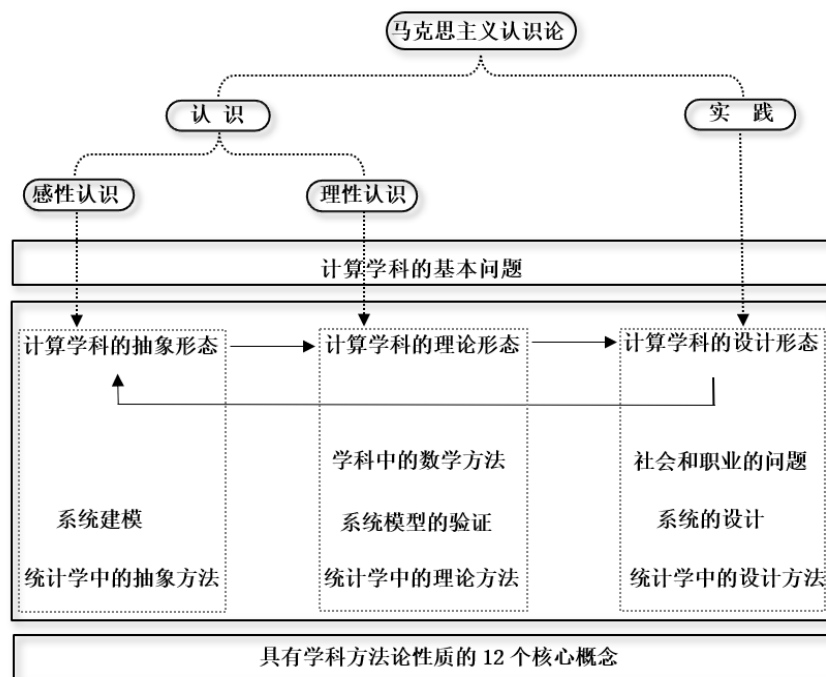 马克思主义认识论
认 识
实 践
感性认识
理性认识
计算学科的基本问题
计算学科的抽象形态
计算学科的理论形态
计算学科的设计形态
学科中的数学方法
社会和职业的问题
系统建模
系统模型的验证
系统的设计
统计学中的抽象方法
统计学中的理论方法
统计学中的设计方法
具有学科方法论性质的 12 个核心概念